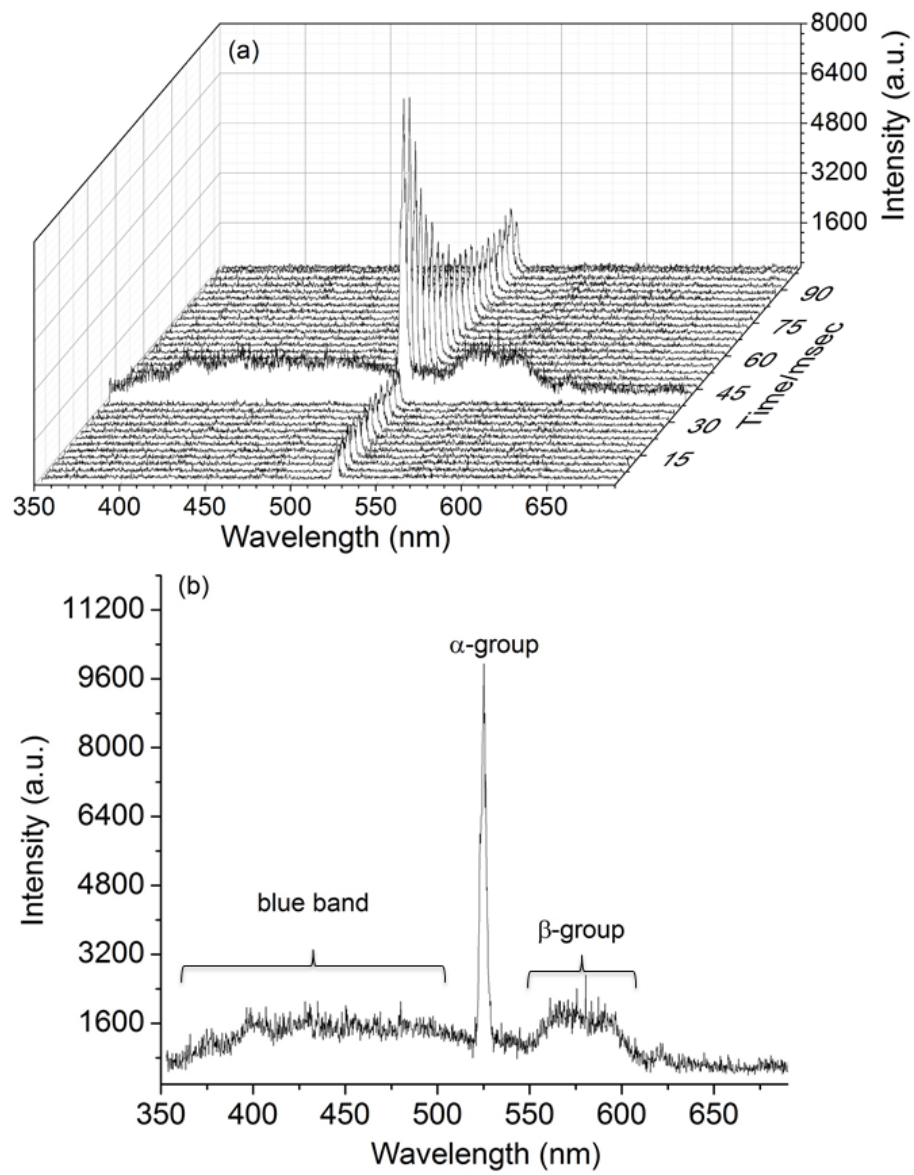 (a)
8000
6400
4800
3200
1600
Intensity (a.u.)
90
75
60
45
30
15
Time/msec
350 400 450 500 550 600 650
Wavelength (nm)
(b)
11200
9600
8000
6400
4800
3200
1600
Intensity (a.u.)
α-group
blue band
β-group
350 400 450 500 550 600 650
Wavelength (nm)